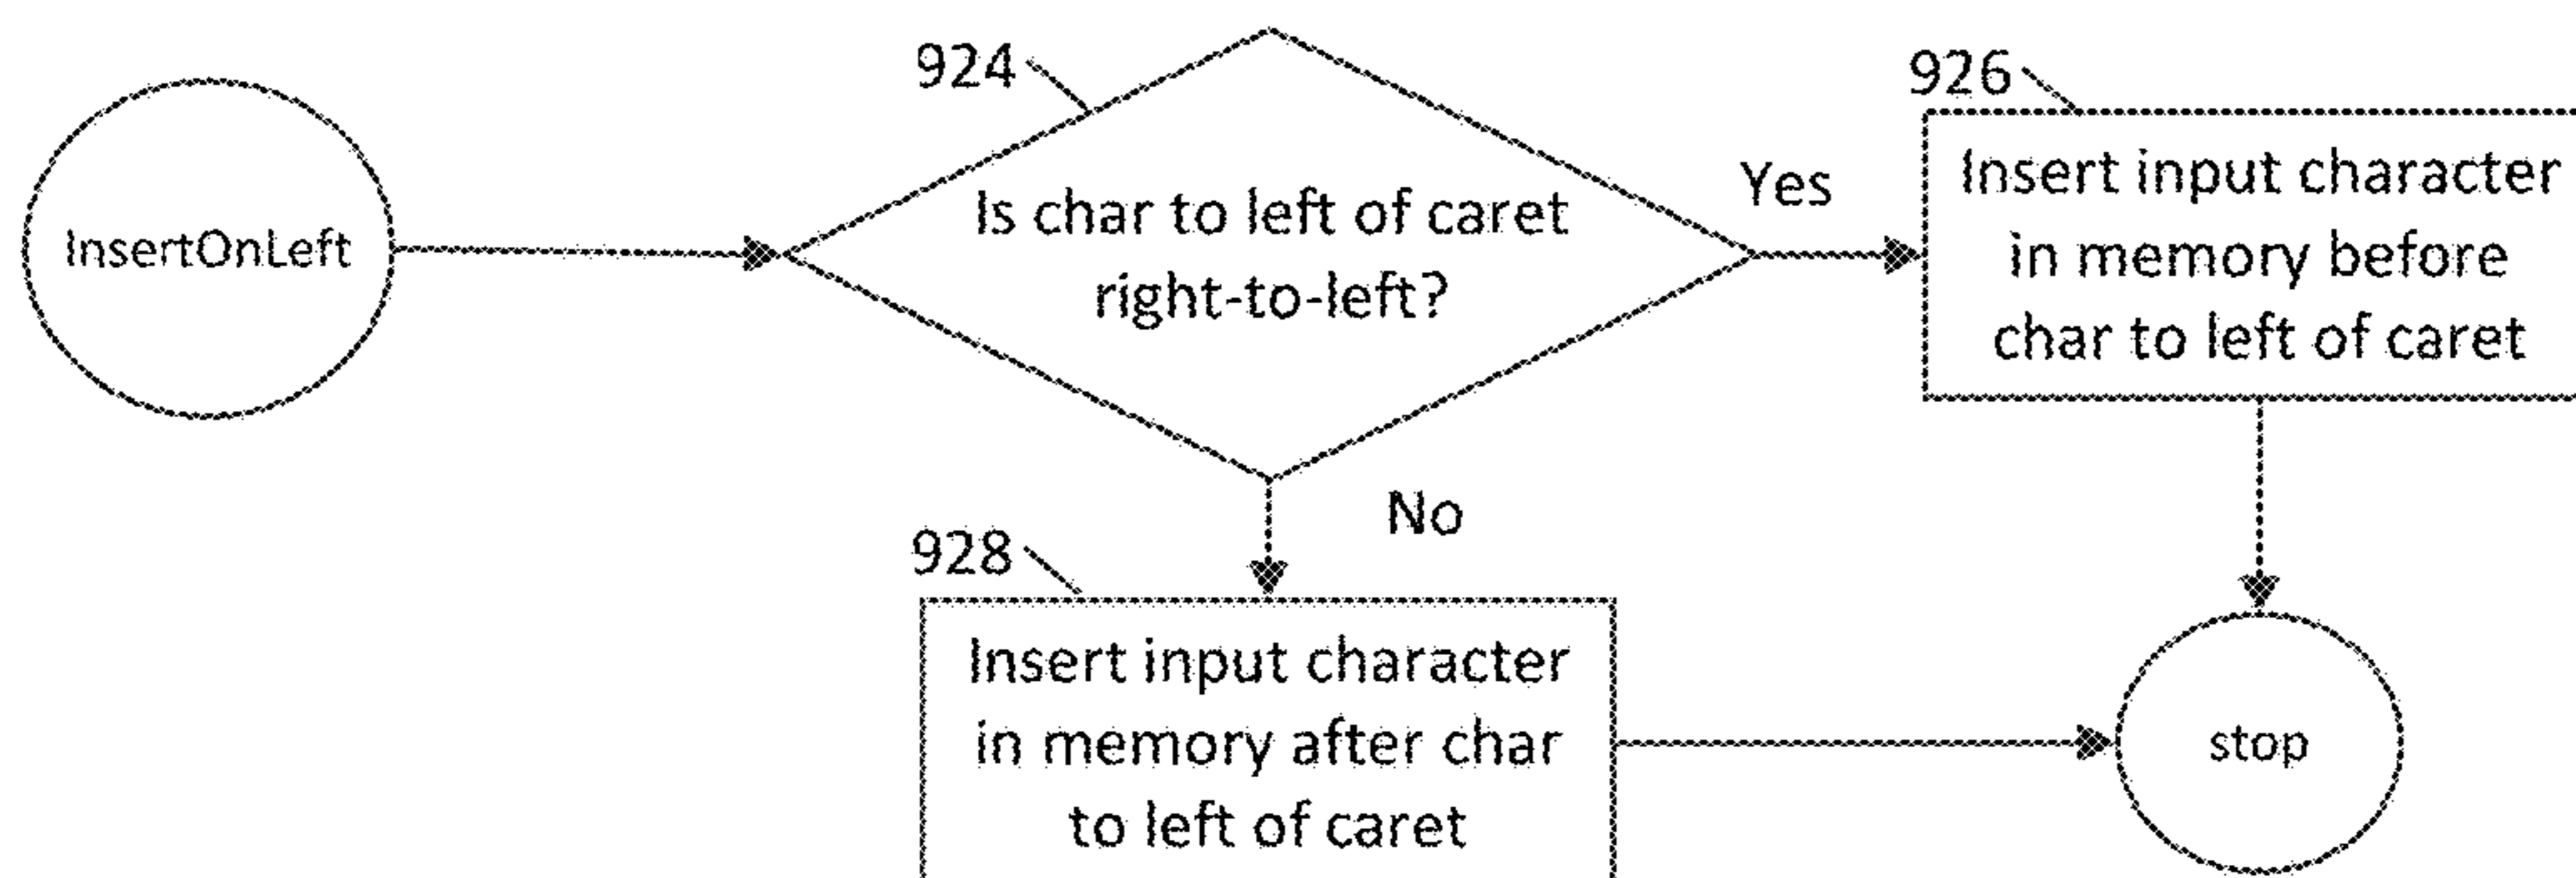 924
926
InsertOnLeft
Is char to left of caret
right-to-left?
Yes
Insert input character
in memory before
char to left of caret
No
928
Insert input character
in memory after char
to left of caret
stop